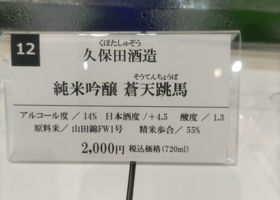 12
くぼたしゅぞう
久保田酒造
そうてんちょうば
純米吟醸 蒼天跳馬
アルコール度 / 14% 日本酒度 / +4.5 酸度 / 1.3
原料米 / 山田錦FW1号 精米歩合 / 55%
2,000円 税込価格(720ml)